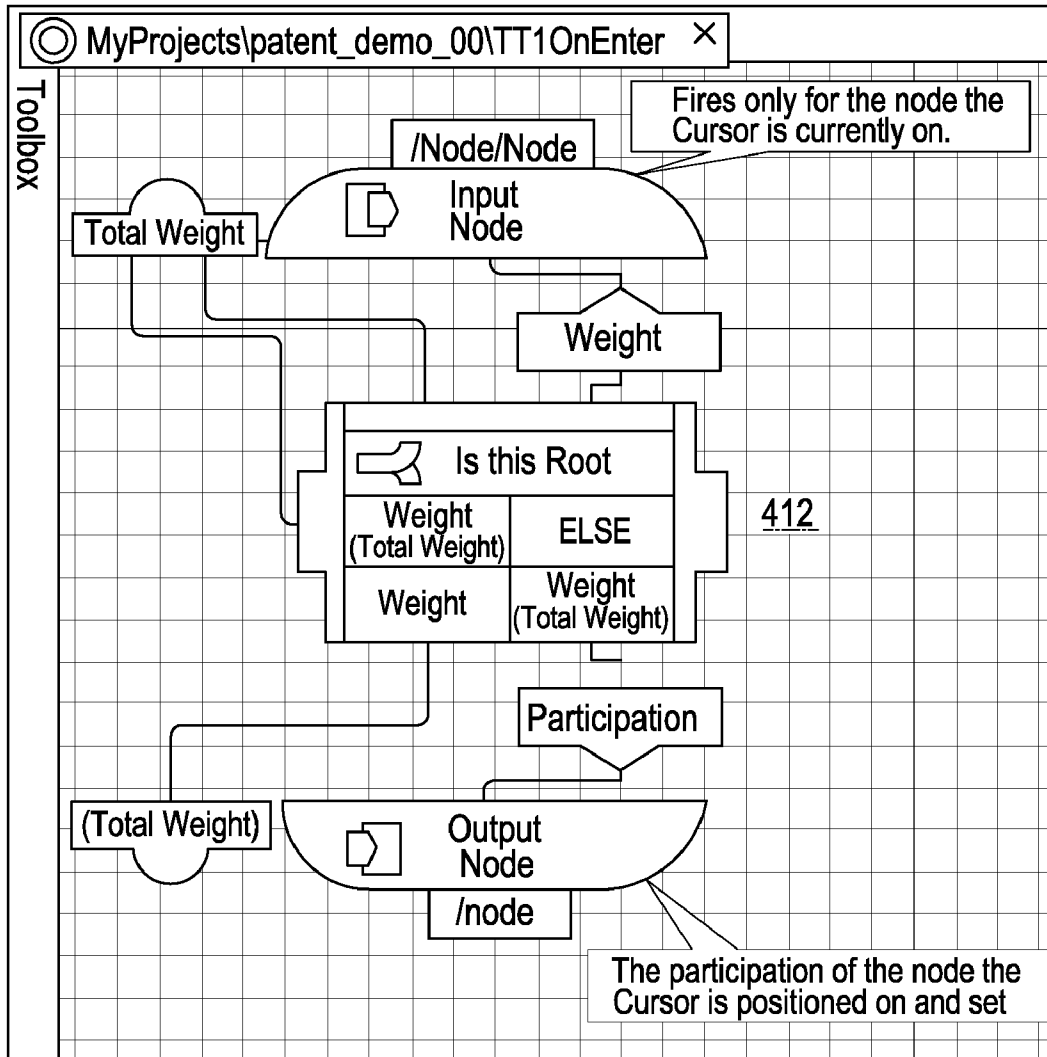 MyProjects\patent_demo_00\TT1OnEnter ×
Toolbox
Fires only for the node the
Cursor is currently on.
/Node/Node
Input
Node
Total Weight
Weight
Is this Root
Weight
(Total Weight)
ELSE
Weight
Weight
(Total Weight)
412
Participation
(Total Weight)
Output
Node
/node
The participation of the node the
Cursor is positioned on and set